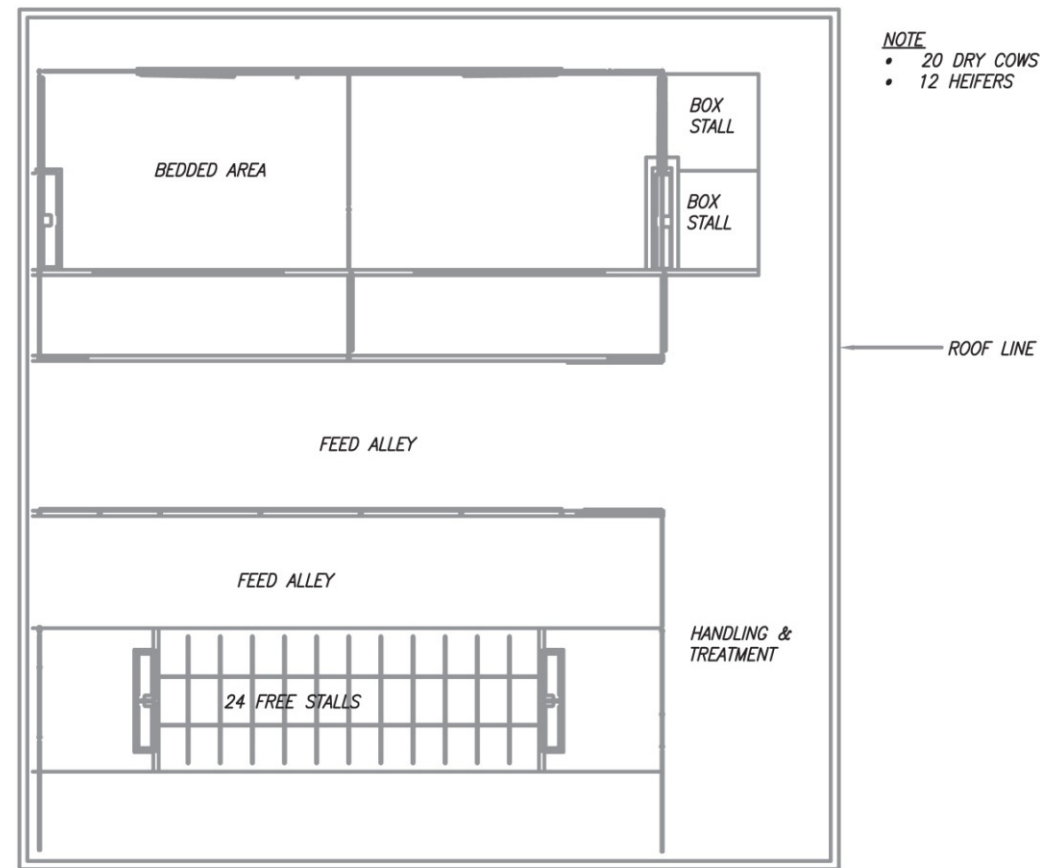 NOTE
• 20 DRY COWS
• 12 HEIFERS
BOX
STALL
BEDDED AREA
BOX
STALL
ROOF LINE
FEED ALLEY
FEED ALLEY
HANDLING &
TREATMENT
24 FREE STALLS